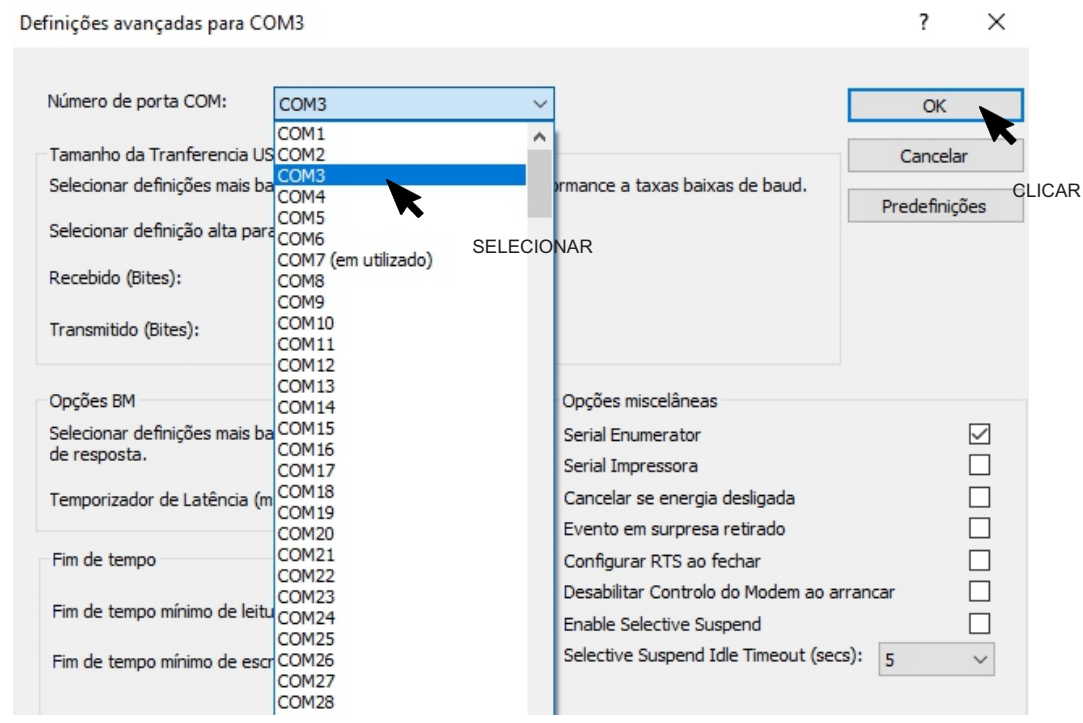 Definições avançadas para COM3
Número de porta COM:
COM3
OK
Cancelar
Predefinições
CLICAR
COM1
COM2
COM3
COM4
COM5
COM6
COM7 (em utilizado)
COM8
COM9
COM10
COM11
COM12
COM13
COM14
COM15
COM16
COM17
COM18
COM19
COM20
COM21
COM22
COM23
COM24
COM25
COM26
COM27
COM28
SELECIONAR
Tamanho da Tranferencia US
Selecionar definições mais ba
rmance a taxas baixas de baud.
Selecionar definição alta para
Recebido (Bites):
Transmitido (Bites):
Opções BM
Selecionar definições mais ba
de resposta.
Temporizador de Latência (m
Fim de tempo
Fim de tempo mínimo de leitu
Fim de tempo mínimo de escr
Opções miscelâneas
Serial Enumerator
Serial Impressora
Cancelar se energia desligada
Evento em surpresa retirado
Configurar RTS ao fechar
Desabilitar Controlo do Modem ao arrancar
Enable Selective Suspend
Selective Suspend Idle Timeout (secs): 5